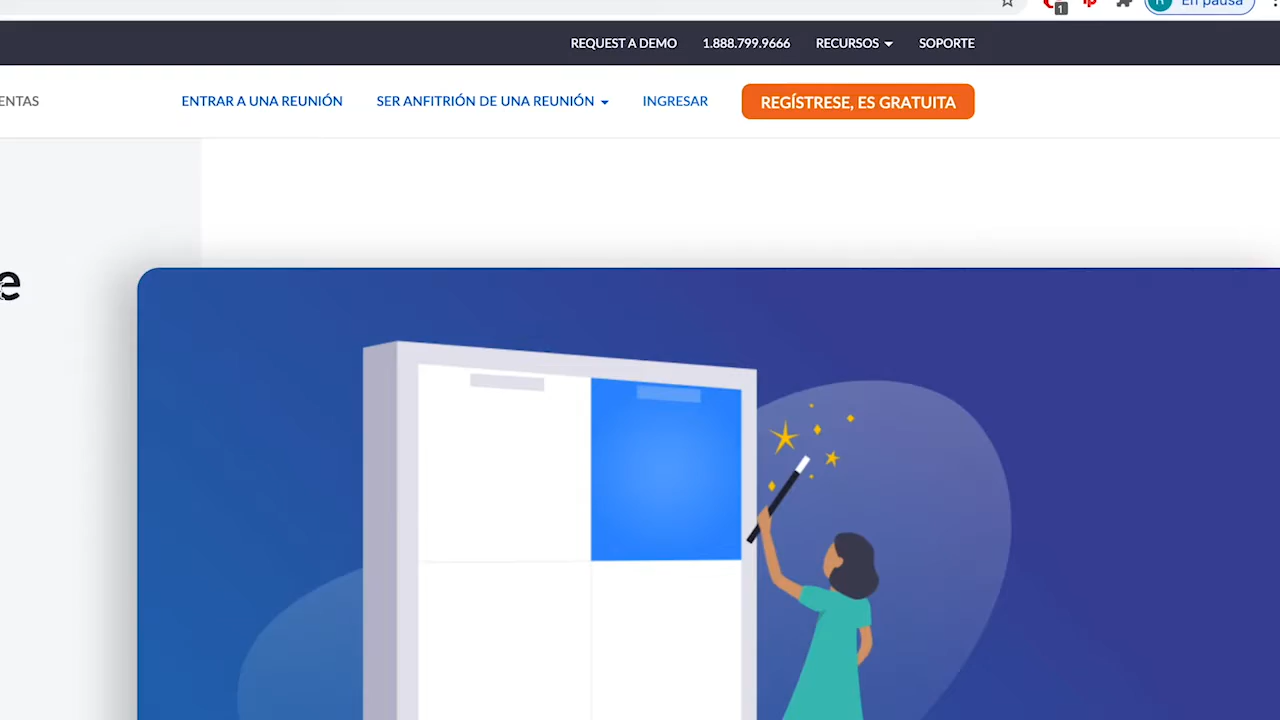 En pausa
1
REQUEST A DEMO 1.888.799.9666 RECURSOS SOPORTE
ENTAS ENTRAR A UNA REUNIÓN SER ANFITRIÓN DE UNA REUNIÓN INGRESAR REGÍSTRESE, ES GRATUITA
e